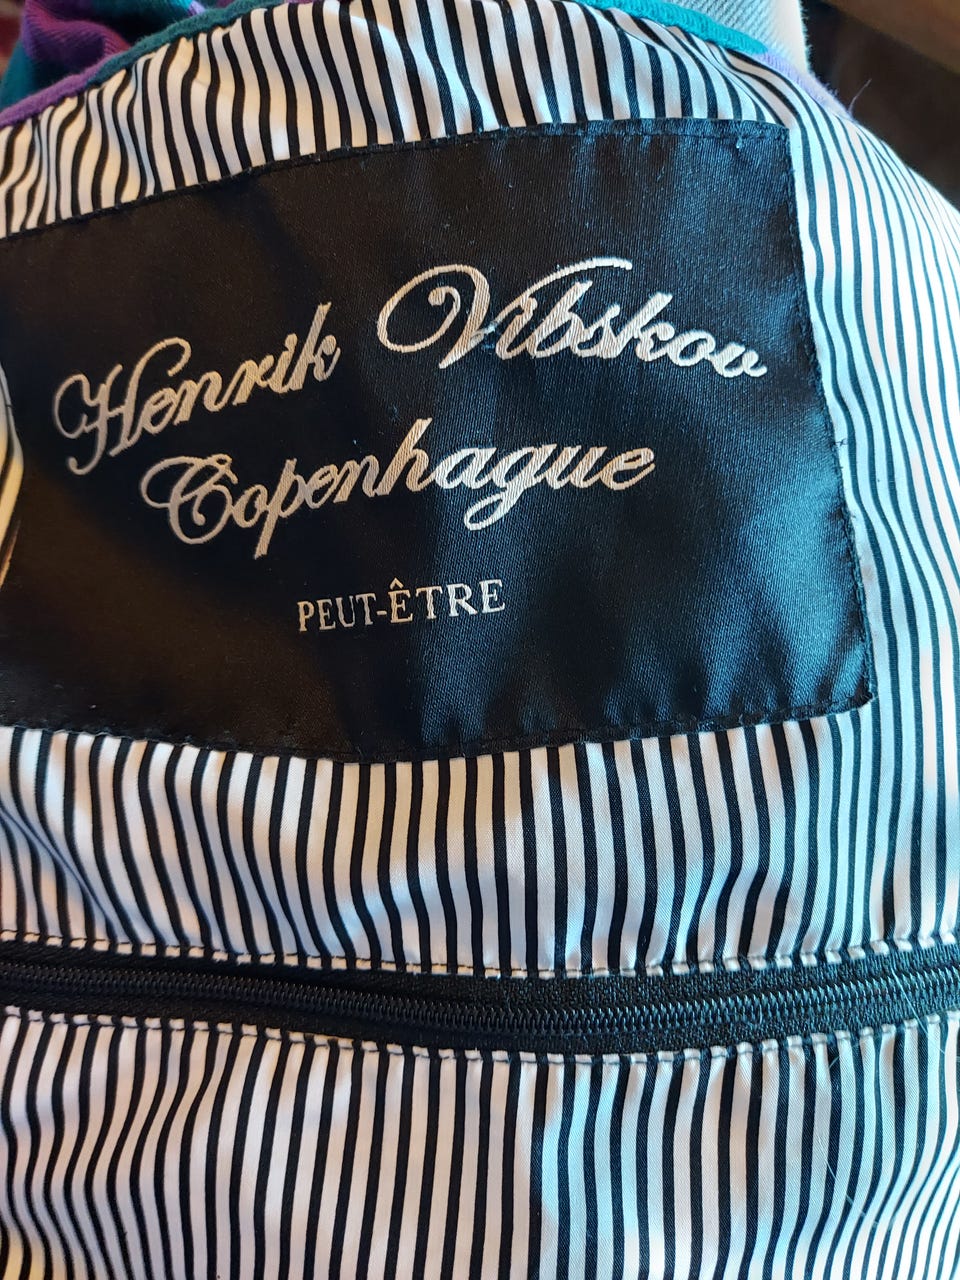 Henrik Vibskov
Copenhague
PEUT-ÊTRE